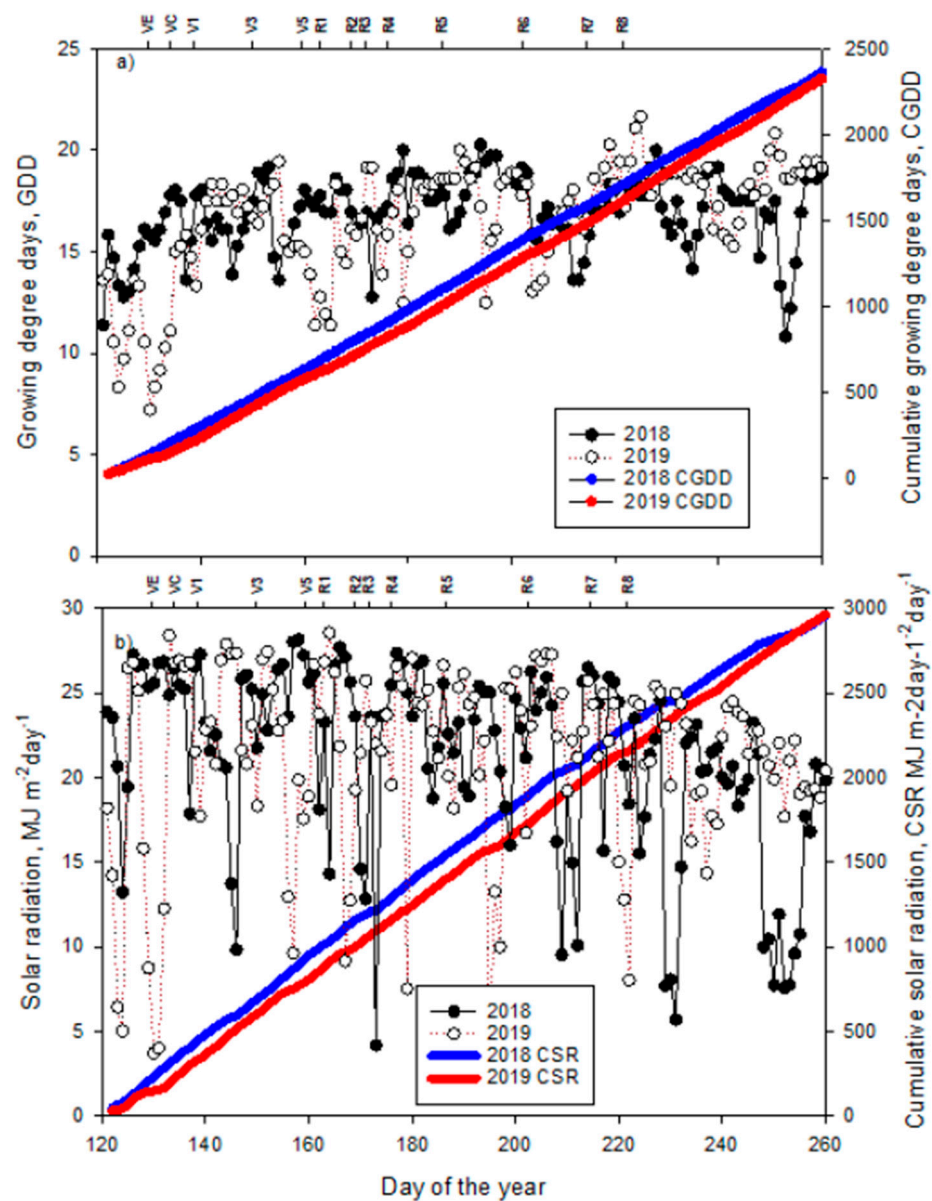 VE VC V1 V3 V5 R1 R2 R3 R4 R5 R6 R7 R8
25 2500
a)
20 2000
15 1500
10 1000
5 500
0 0
Growing degree days, GDD
Cumulative growing degree days, CGDD
2018
2019
2018 CGDD
2019 CGDD
VE VC V1 V3 V5 R1 R2 R3 R4 R5 R6 R7 R8
30 3000
b)
25 2500
20 2000
15 1500
10 1000
5 500
0 0
Solar radiation, MJ m⁻²day⁻¹
Cumulative solar radiation, CSR MJ m-2day-1⁻²day⁻¹
2018
2019
2018 CSR
2019 CSR
120 140 160 180 200 220 240 260
Day of the year